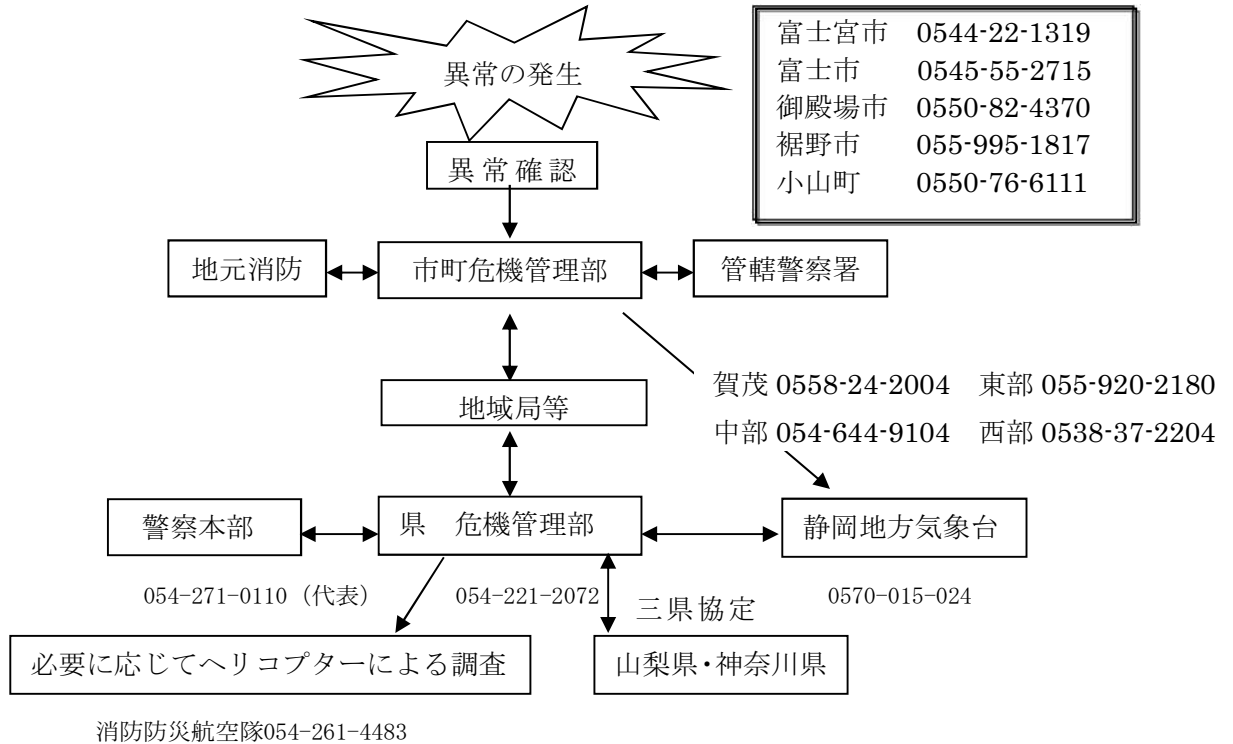 異常の発生
富士宮市 0544-22-1319
富士市 0545-55-2715
御殿場市 0550-82-4370
裾野市 055-995-1817
小山町 0550-76-6111
異常確認
地元消防
市町危機管理部
管轄警察署
賀茂 0558-24-2004 東部 055-920-2180
中部 054-644-9104 西部 0538-37-2204
地域局等
警察本部
県 危機管理部
静岡地方気象台
054-271-0110（代表）
054-221-2072
0570-015-024
三県協定
必要に応じてヘリコプターによる調査
山梨県・神奈川県
消防防災航空隊054-261-4483